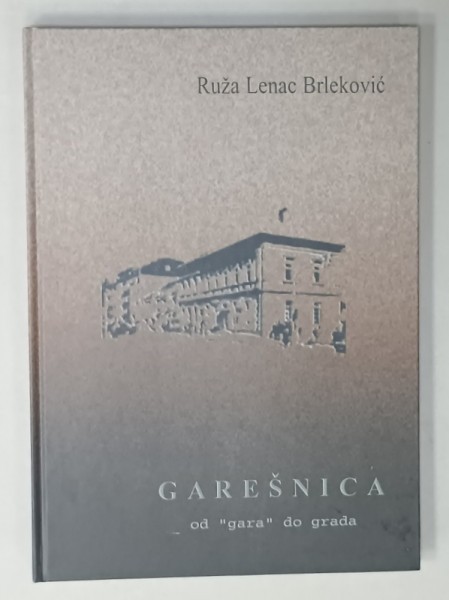 Ruža Lenac Brleković
GAREŠNICA
od "gara" do grada